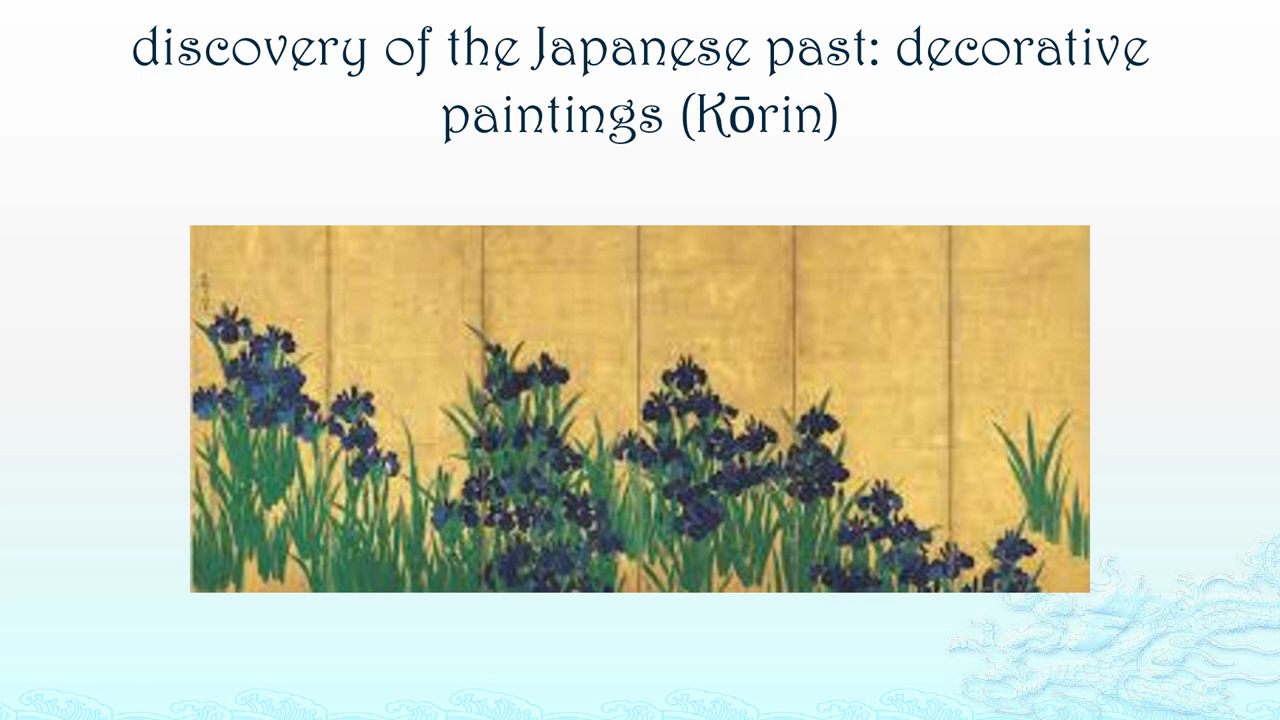 discovery of the Japanese past: decorative
paintings (Kōrin)